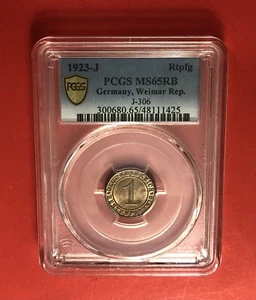 1923-J Rtpfg
PCGS MS65RB
Germany, Weimar Rep.
J-306
300680.65/48111425
PCGS
1